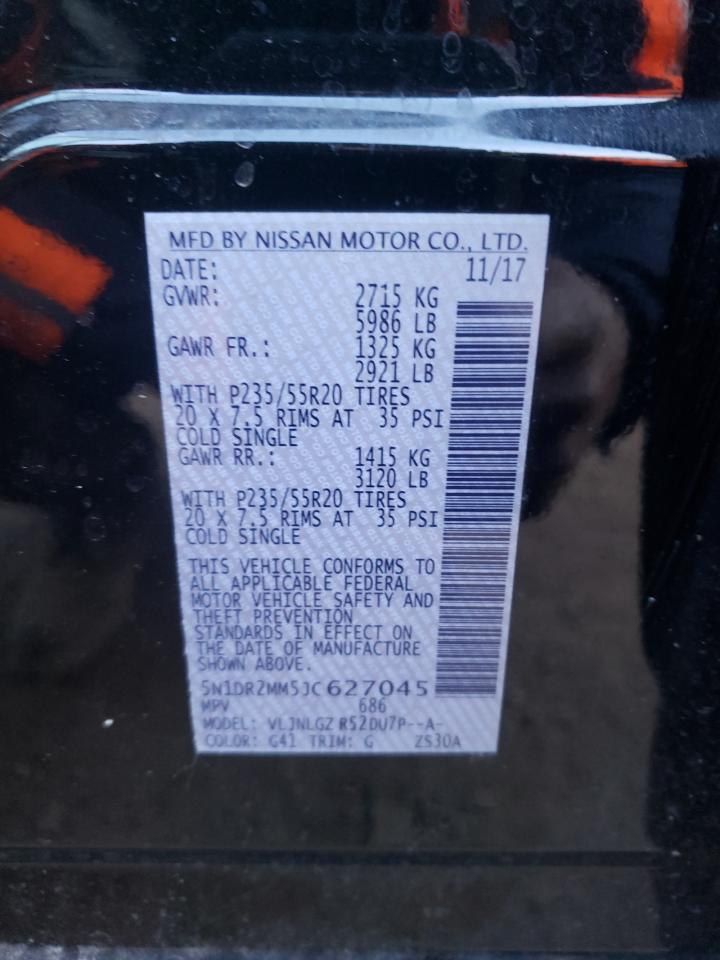 MFD BY NISSAN MOTOR CO., LTD.
DATE: 11/17
GVWR: 2715 KG
5986 LB
GAWR FR.: 1325 KG
2921 LB
WITH P235/55R20 TIRES
20 X 7.5 RIMS AT 35 PSI
COLD SINGLE
GAWR RR.: 1415 KG
3120 LB
WITH P235/55R20 TIRES
20 X 7.5 RIMS AT 35 PSI
COLD SINGLE
THIS VEHICLE CONFORMS TO
ALL APPLICABLE FEDERAL
MOTOR VEHICLE SAFETY AND
THEFT PREVENTION
STANDARDS IN EFFECT ON
THE DATE OF MANUFACTURE
SHOWN ABOVE.
5N1DR2MM5JC627045
MPV 686
MODEL: VLJNLGZ R52DU7P--A-
COLOR: G41 TRIM: G ZS30A